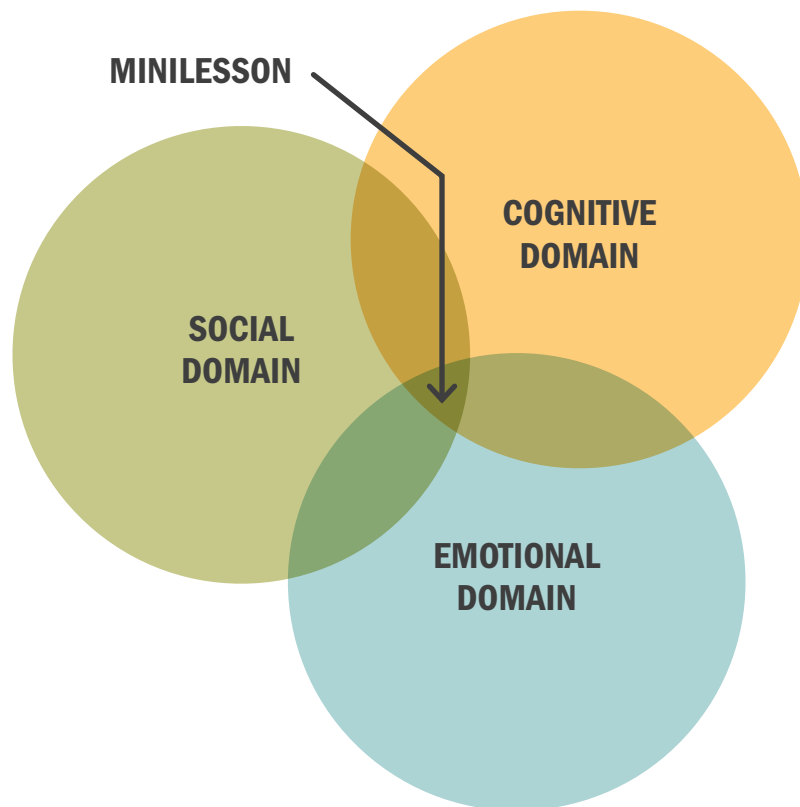 MINILESSON
COGNITIVE
DOMAIN
SOCIAL
DOMAIN
EMOTIONAL
DOMAIN